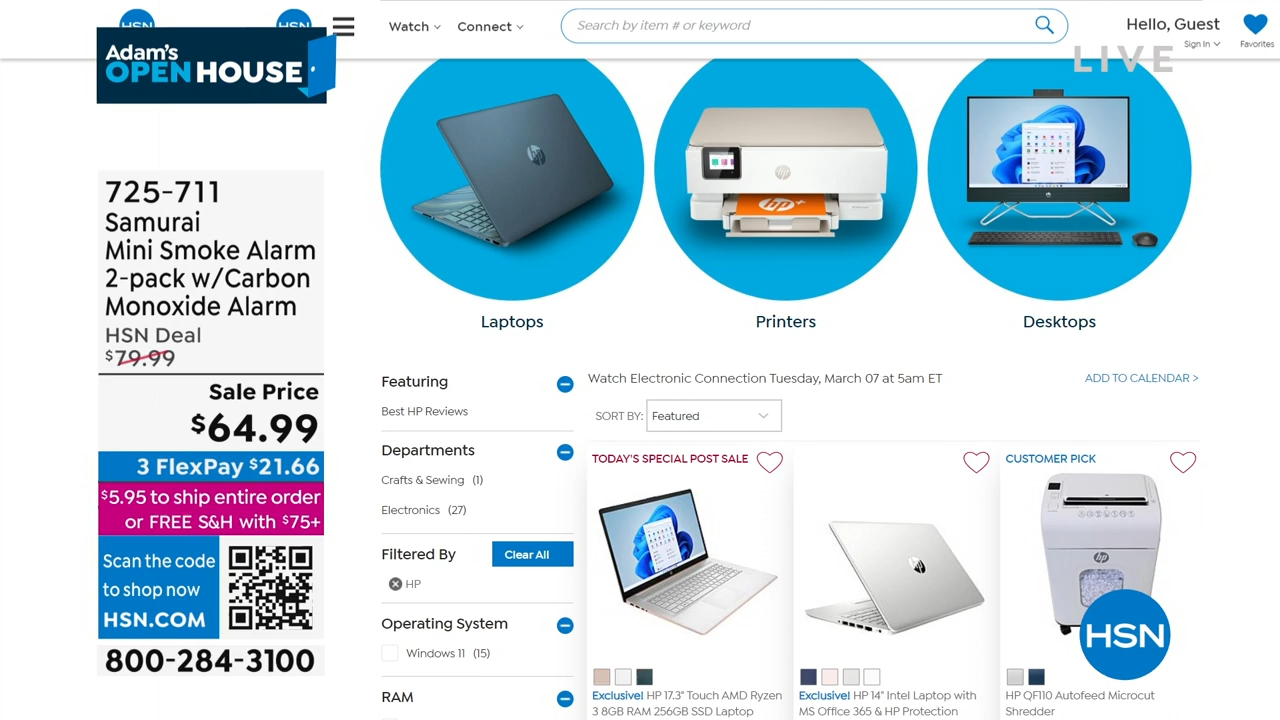 HSN
HSN
Adam's
OPEN HOUSE
Watch
Connect
Search by item # or keyword
Hello, Guest
Sign In
Favorites
LIVE
hp
Laptops
Printers
Desktops
725-711
Samurai
Mini Smoke Alarm
2-pack w/Carbon
Monoxide Alarm
HSN Deal
$79.99
Sale Price
$64.99
3 FlexPay $21.66
$5.95 to ship entire order
or FREE S&H with $75+
Scan the code
to shop now
HSN.COM
800-284-3100
Featuring
Best HP Reviews
Departments
Crafts & Sewing (1)
Electronics (27)
Filtered By
Clear All
HP
Operating System
Windows 11 (15)
RAM
Watch Electronic Connection Tuesday, March 07 at 5am ET
ADD TO CALENDAR >
SORT BY:
Featured
TODAY'S SPECIAL POST SALE
CUSTOMER PICK
hp
HSN
Exclusive! HP 17.3" Touch AMD Ryzen
3 8GB RAM 256GB SSD Laptop
Exclusive! HP 14" Intel Laptop with
MS Office 365 & HP Protection
HP QF110 Autofeed Microcut
Shredder